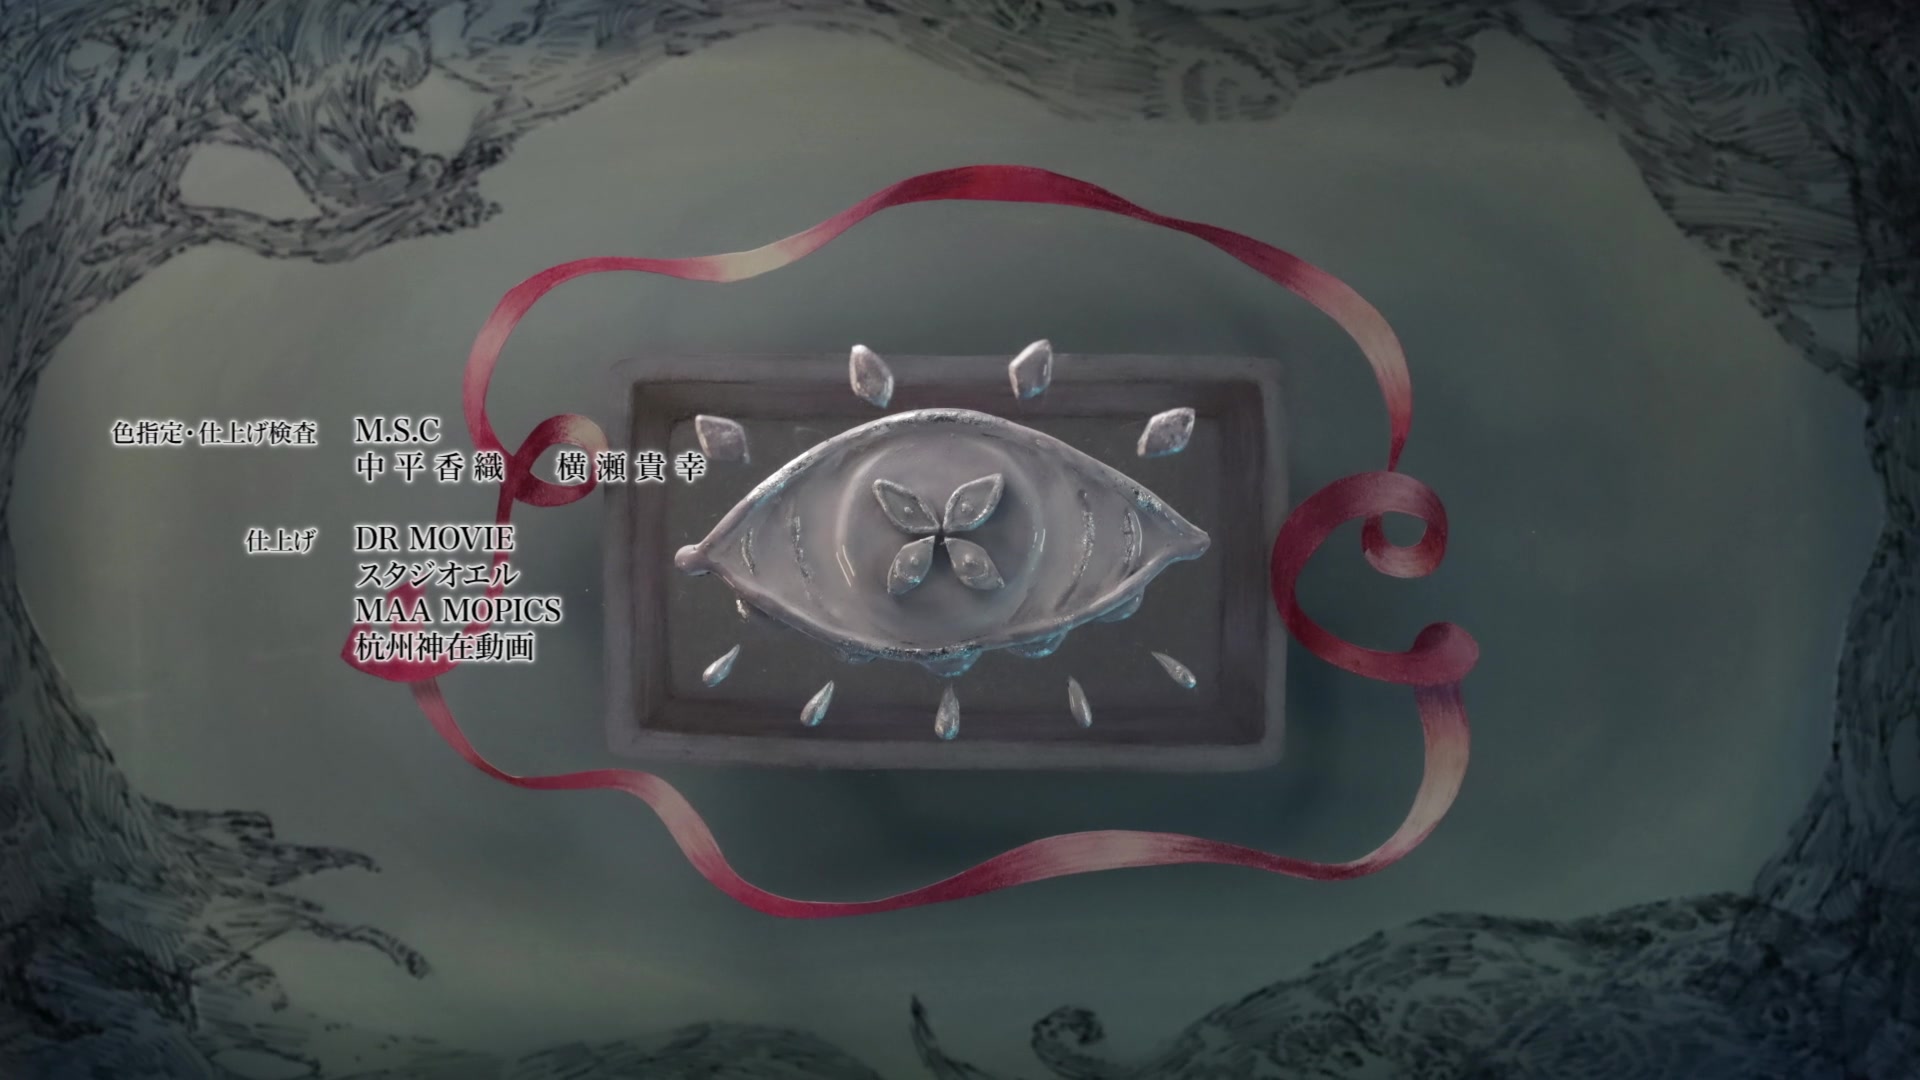 色指定・仕上げ検査 M.S.C
中平香織 横瀬貴幸
仕上げ DR MOVIE
スタジオエル
MAA MOPICS
杭州神在動画